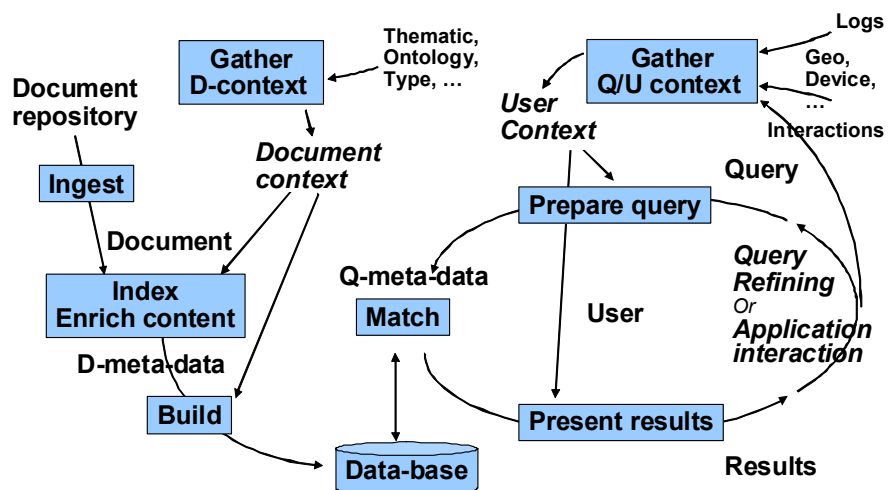 Gather
D-context
Thematic,
Ontology,
Type, …
Gather
Q/U context
Logs
Geo,
Device,
…
Interactions
Document
repository
User
Context
Document
context
Ingest
Query
Prepare query
Document
Index
Enrich content
Q-meta-data
Match
User
Query
Refining
Or
Application
interaction
D-meta-data
Build
Present results
Data-base
Results